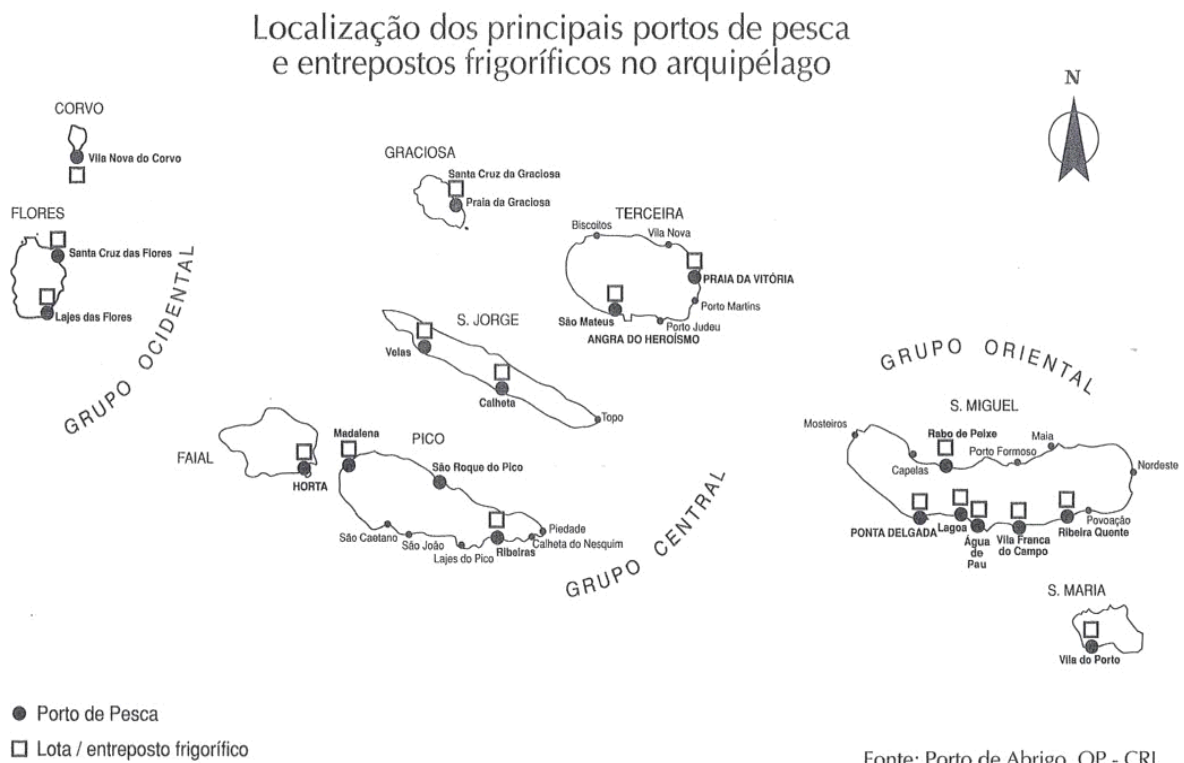 Localização dos principais portos de pesca
e entrepostos frigoríficos no arquipélago
N
CORVO
Vila Nova do Corvo
FLORES
Santa Cruz das Flores
Lajes das Flores
GRUPO OCIDENTAL
GRACIOSA
Santa Cruz da Graciosa
Praia da Graciosa
TERCEIRA
Biscoitos
Vila Nova
PRAIA DA VITÓRIA
Porto Martins
São Mateus
Porto Judeu
ANGRA DO HEROÍSMO
S. JORGE
Velas
Calheta
Topo
FAIAL
HORTA
PICO
Madalena
São Roque do Pico
Piedade
Calheta do Nesquim
Ribeiras
Lajes do Pico
São João
São Caetano
GRUPO CENTRAL
GRUPO ORIENTAL
S. MIGUEL
Mosteiros
Rabo de Peixe
Maia
Capelas
Porto Formoso
Nordeste
PONTA DELGADA
Lagoa
Água
de
Pau
Vila Franca
do Campo
Ribeira Quente
Povoação
S. MARIA
Vila do Porto
Porto de Pesca
Lota / entreposto frigorífico
Fonte: Porto de Abrigo, OP - CRL